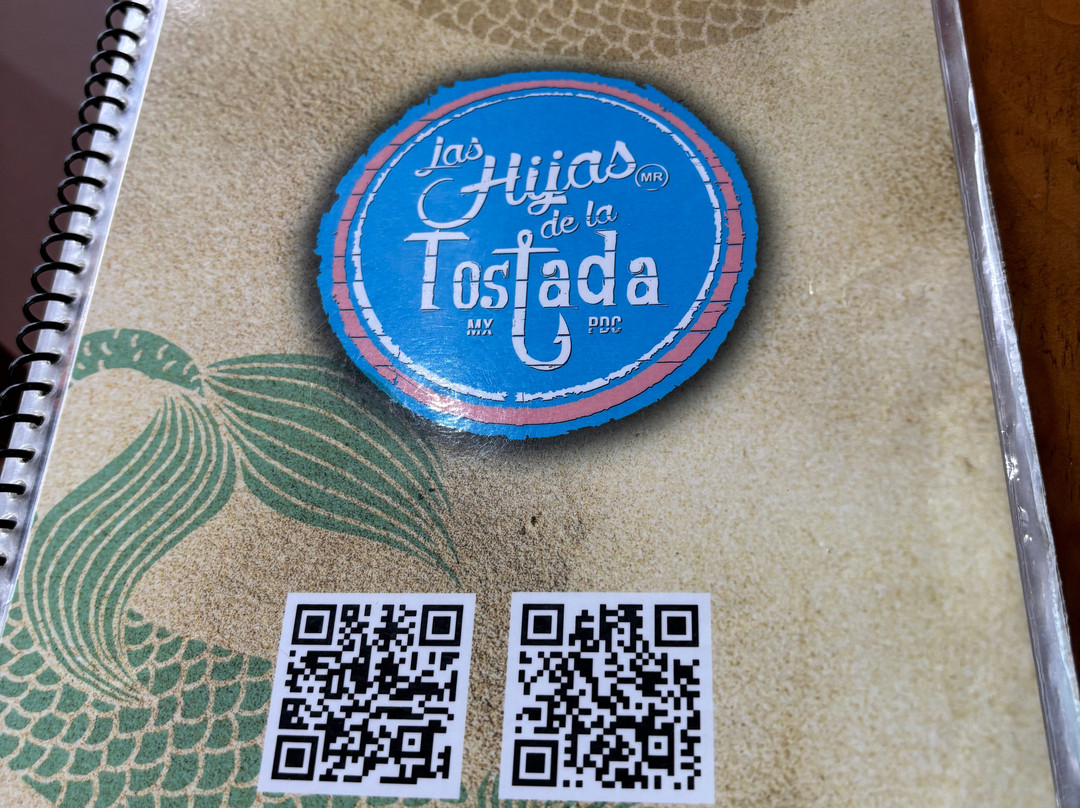 Las
Hijas MR
de la
Tostada
MX PDC